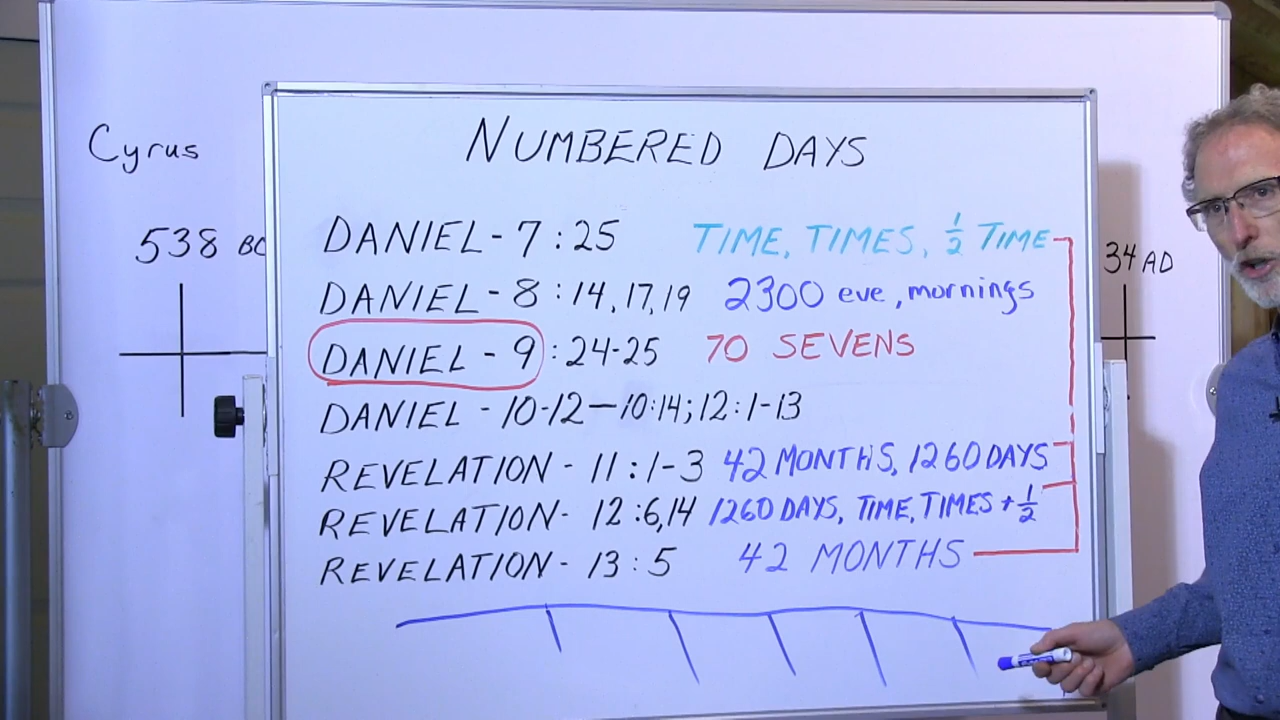 NUMBERED DAYS
Cyrus
538 BC
34 AD
DANIEL - 7:25 TIME, TIMES, 1/2 TIME
DANIEL - 8:14, 17, 19 2300 eve, mornings
DANIEL - 9:24-25 70 SEVENS
DANIEL - 10-12 — 10:14; 12:1-13
REVELATION - 11:1-3 42 MONTHS, 1260 DAYS
REVELATION - 12:6,14 1260 DAYS, TIME, TIMES + 1/2
REVELATION - 13:5 42 MONTHS